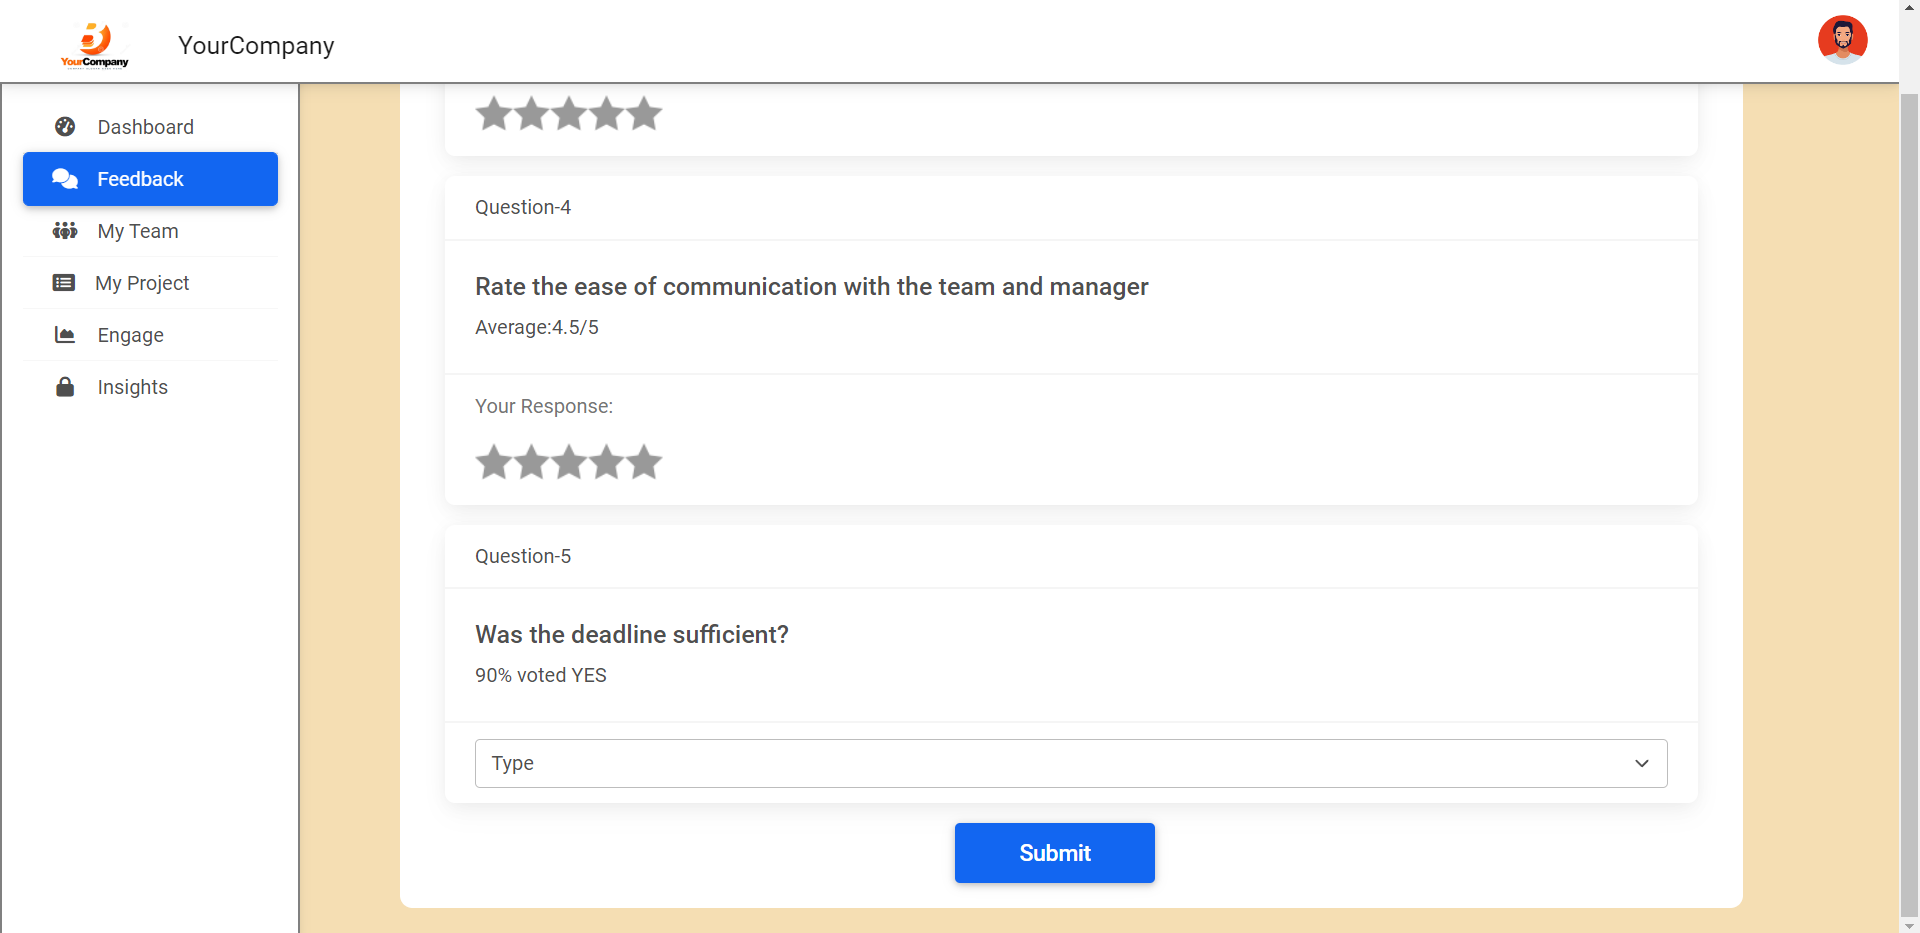 YourCompany
YourCompany
Dashboard
Feedback
My Team
My Project
Engage
Insights
Question-4
Rate the ease of communication with the team and manager
Average:4.5/5
Your Response:
Question-5
Was the deadline sufficient?
90% voted YES
Type
Submit